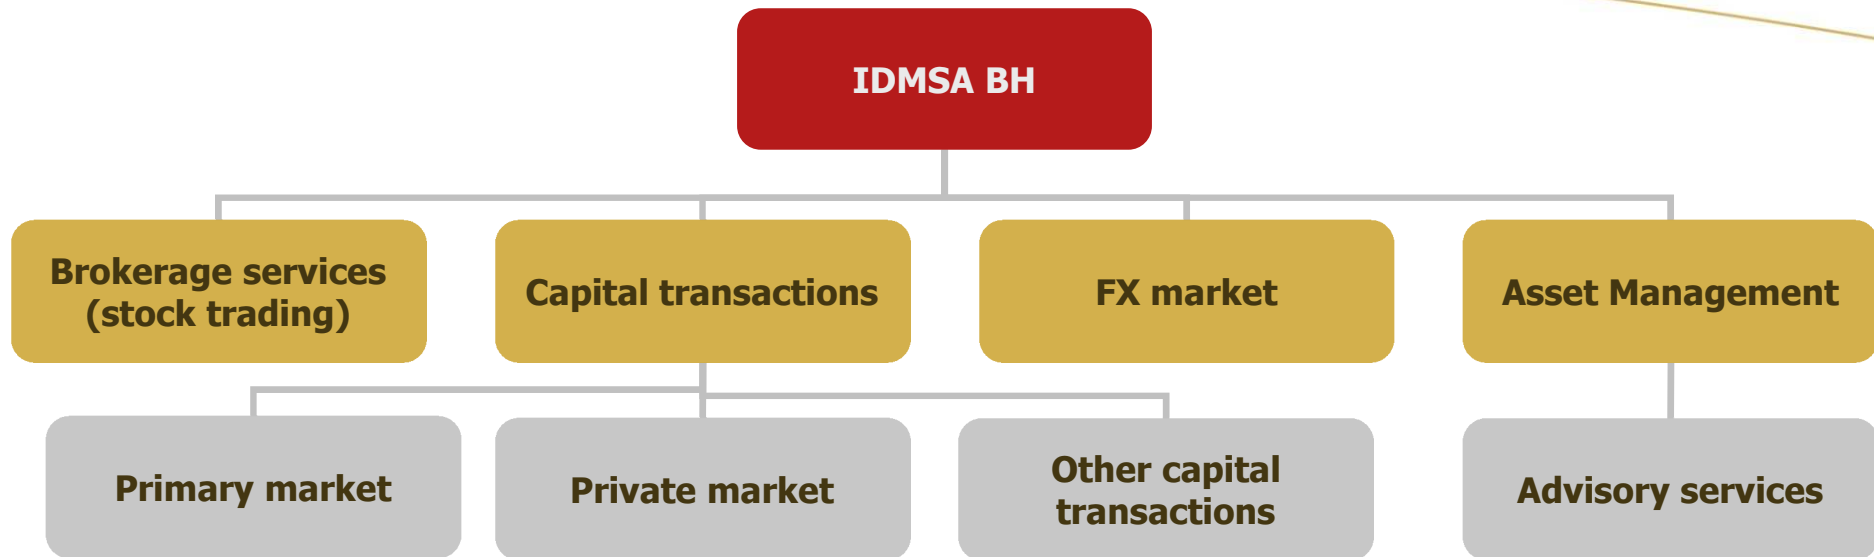 IDMSA BH
Brokerage services
(stock trading)
Capital transactions
FX market
Asset Management
Primary market
Private market
Other capital
transactions
Advisory services